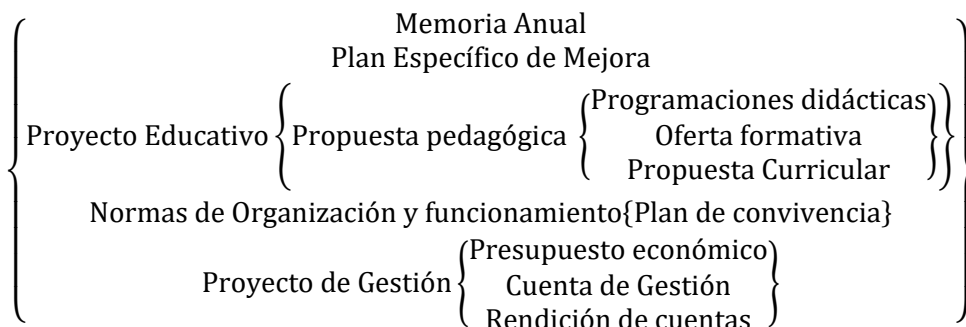 Memoria Anual
Plan Específico de Mejora
Proyecto Educativo { Propuesta pedagógica { Programaciones didácticas
Oferta formativa
Propuesta Curricular } }
Normas de Organización y funcionamiento{Plan de convivencia}
Proyecto de Gestión { Presupuesto económico
Cuenta de Gestión
Rendición de cuentas }